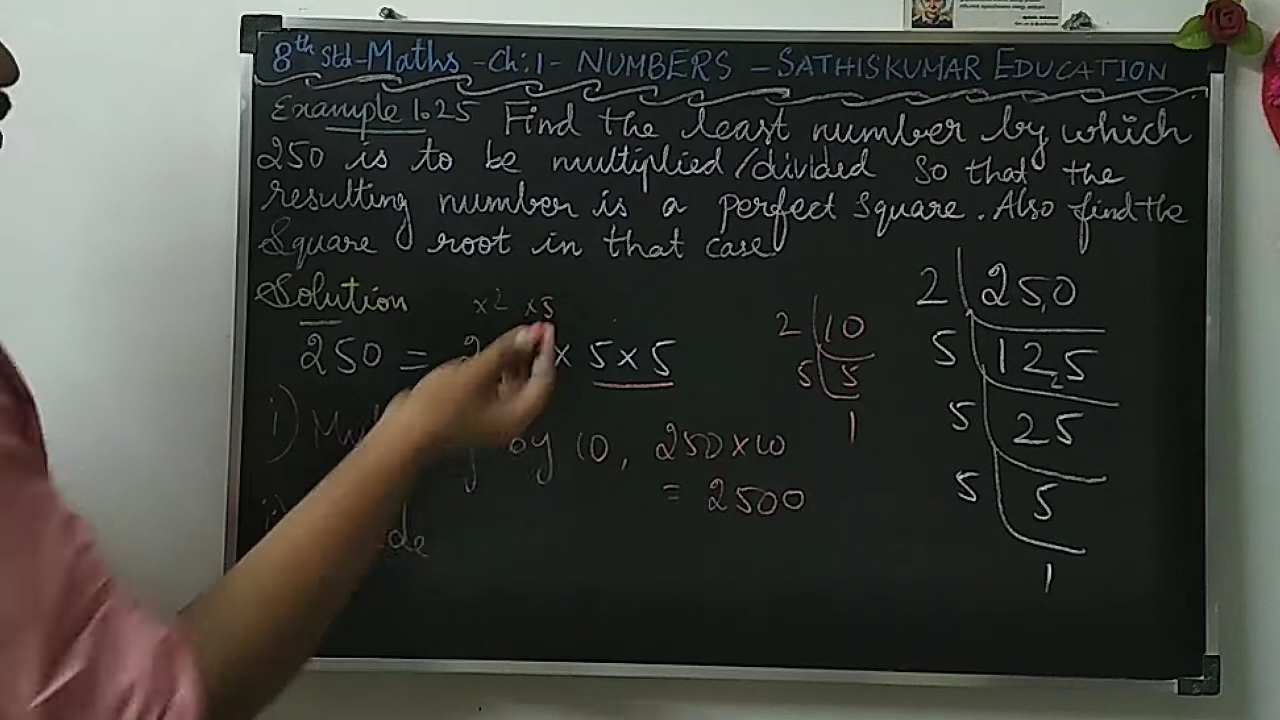 8th Std-Maths -Ch:1- NUMBERS - SATHISKUMAR EDUCATION
Example 1.25 Find the least number by which
250 is to be multiplied/divided so that the
resulting number is a perfect square. Also find the
Square root in that case
Solution
×2 ×5
250 = 2 × 5×5
i) by 10, 250×10
= 2500
ii)
2 10
5 5
1
2 250
5 125
5 25
5 5
1